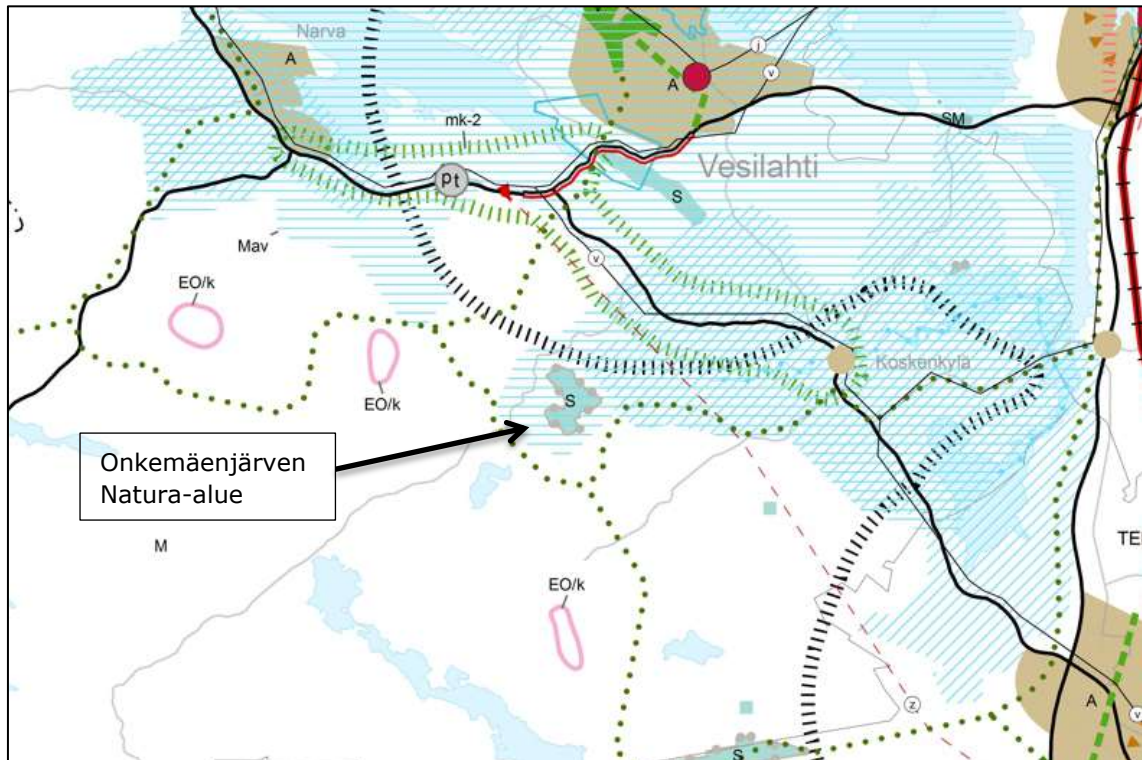 Narva
A
j
A
v
mk-2
SM
pt
Vesilahti
S
Mav
v
EO/k
EO/k
Koskenkylä
S
Onkemäenjärven
Natura-alue
M
TE
EO/k
z
A
v
S